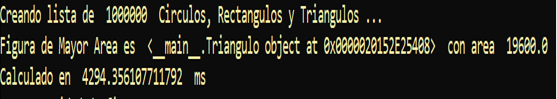 Creando lista de  1000000  Circulos, Rectangulos y Triangulos ...
Figura de Mayor Area es  <__main__.Triangulo object at 0x0000020152E25408>  con area  19600.0
Calculado en  4294.356107711792  ms